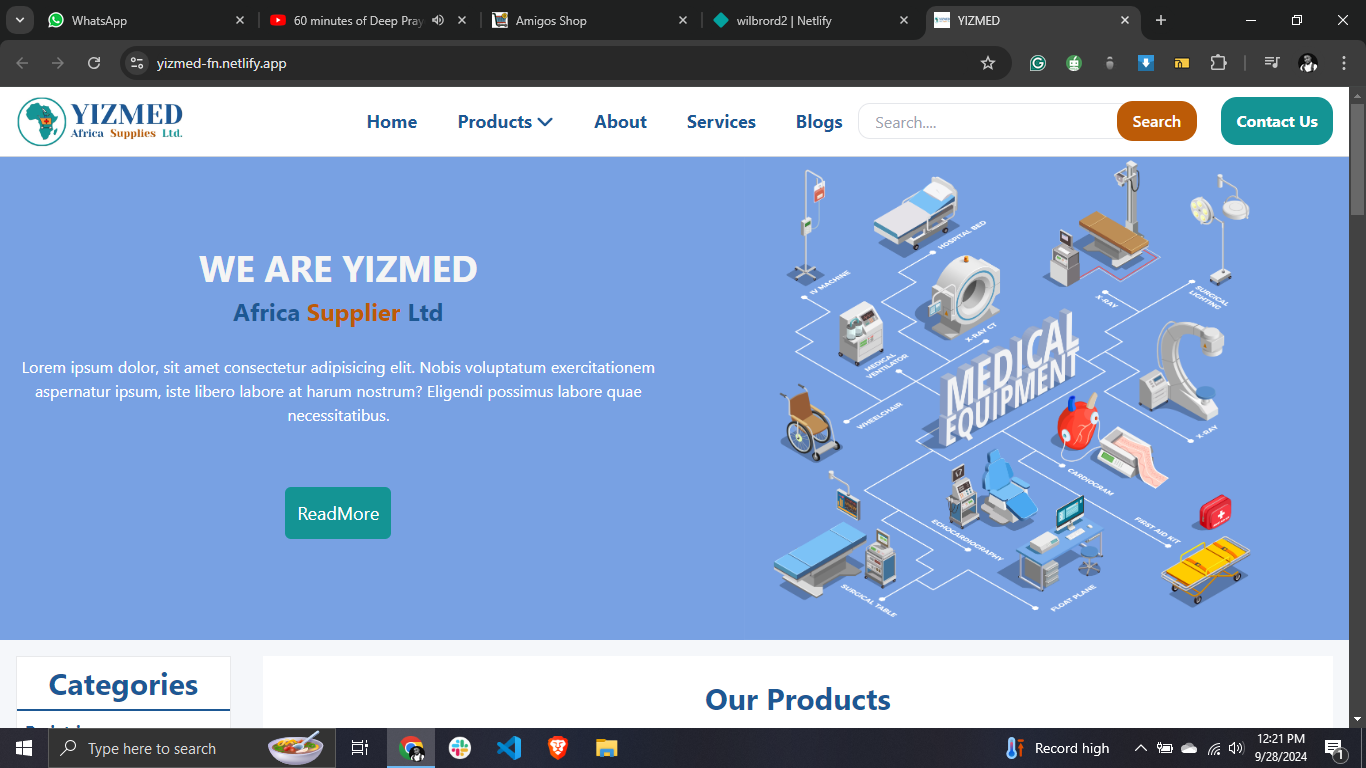 WhatsApp
60 minutes of Deep Pray
Amigos Shop
wilbrord2 | Netlify
YIZMED
yizmed-fn.netlify.app
YIZMED
Africa Supplies Ltd.
Home
Products
About
Services
Blogs
Search....
Search
Contact Us
WE ARE YIZMED
Africa Supplier Ltd
Lorem ipsum dolor, sit amet consectetur adipisicing elit. Nobis voluptatum exercitationem
aspernatur ipsum, iste libero labore at harum nostrum? Eligendi possimus labore quae
necessitatibus.
ReadMore
HOSPITAL BED
IV MACHINE
X-RAY
SURGICAL
LIGHTING
X-RAY CT
MEDICAL
VENTILATOR
MEDICAL
EQUIPMENT
WHEELCHAIR
X-RAY
CARDIOGRAM
ECHOCARDIOGRAPHY
FIRST AID KIT
SURGICAL TABLE
FLOAT PLANE
Categories
Our Products
Type here to search
Record high
12:21 PM
9/28/2024
1